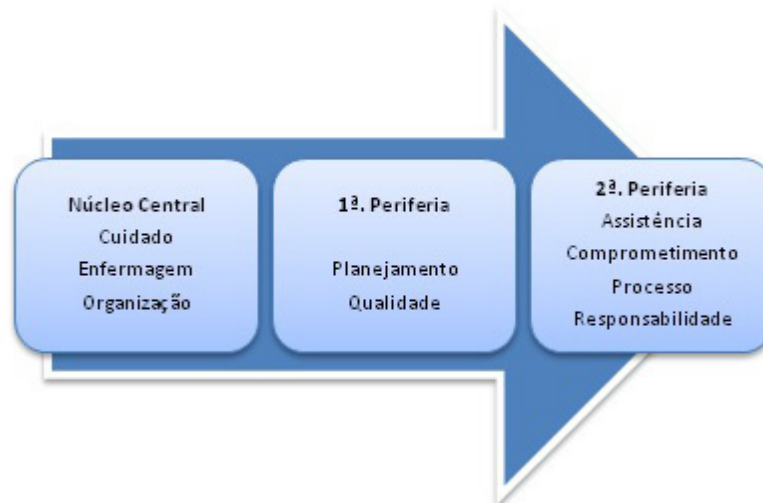 Núcleo Central
Cuidado
Enfermagem
Organização
1ª. Periferia
Planejamento
Qualidade
2ª. Periferia
Assistência
Comprometimento
Processo
Responsabilidade